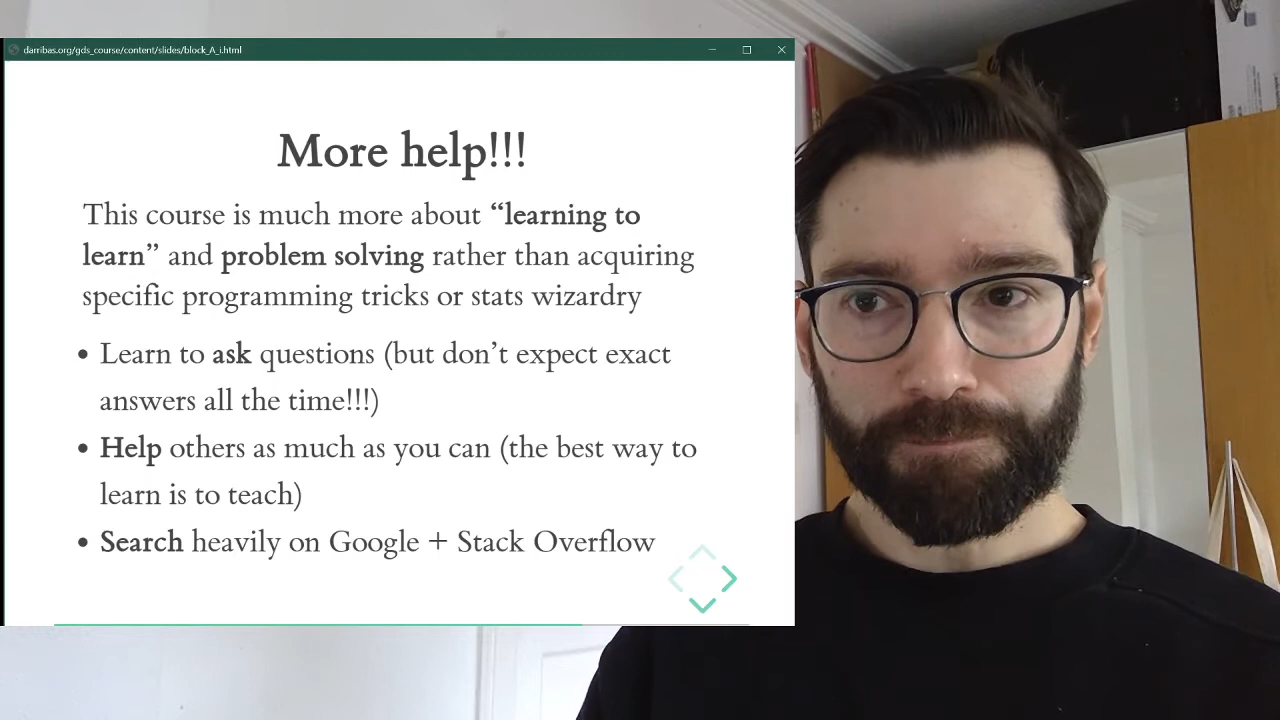 darribas.org/gds_course/content/slides/block_A_i.html
More help!!!
This course is much more about “learning to
learn” and problem solving rather than acquiring
specific programming tricks or stats wizardry
• Learn to ask questions (but don’t expect exact
answers all the time!!!)
• Help others as much as you can (the best way to
learn is to teach)
• Search heavily on Google + Stack Overflow